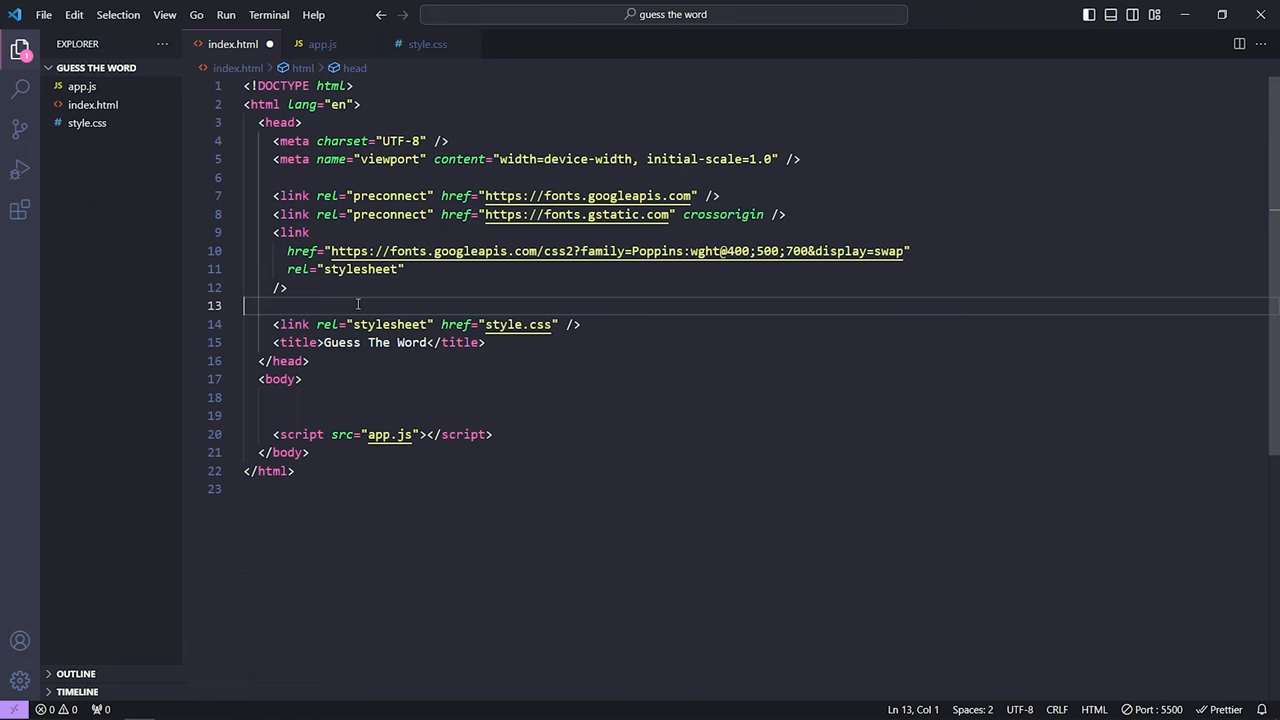 File Edit Selection View Go Run Terminal Help
guess the word
EXPLORER
index.html
JS app.js
style.css
GUESS THE WORD
index.html html head
JS app.js
index.html
# style.css
1 <!DOCTYPE html>
2 <html lang="en">
3 <head>
4 <meta charset="UTF-8" />
5 <meta name="viewport" content="width=device-width, initial-scale=1.0" />
6
7 <link rel="preconnect" href="https://fonts.googleapis.com" />
8 <link rel="preconnect" href="https://fonts.gstatic.com" crossorigin />
9 <link
10 href="https://fonts.googleapis.com/css2?family=Poppins:wght@400;500;700&display=swap"
11 rel="stylesheet"
12 />
13
14 <link rel="stylesheet" href="style.css" />
15 <title>Guess The Word</title>
16 </head>
17 <body>
18
19
20 <script src="app.js"></script>
21 </body>
22 </html>
23
1
OUTLINE
TIMELINE
0 0 0 Ln 13, Col 1 Spaces: 2 UTF-8 CRLF HTML Port : 5500 Prettier